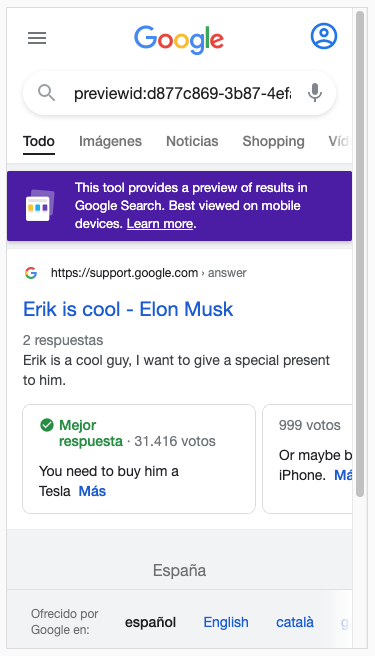 Google
previewid:d877c869-3b87-4efa
Todo Imágenes Noticias Shopping Víd
This tool provides a preview of results in
Google Search. Best viewed on mobile
devices. Learn more.
https://support.google.com › answer
Erik is cool - Elon Musk
2 respuestas
Erik is a cool guy, I want to give a special present
to him.
Mejor
respuesta · 31.416 votos
You need to buy him a
Tesla Más
999 votos
Or maybe b
iPhone. Má
España
Ofrecido por
Google en:
español English català